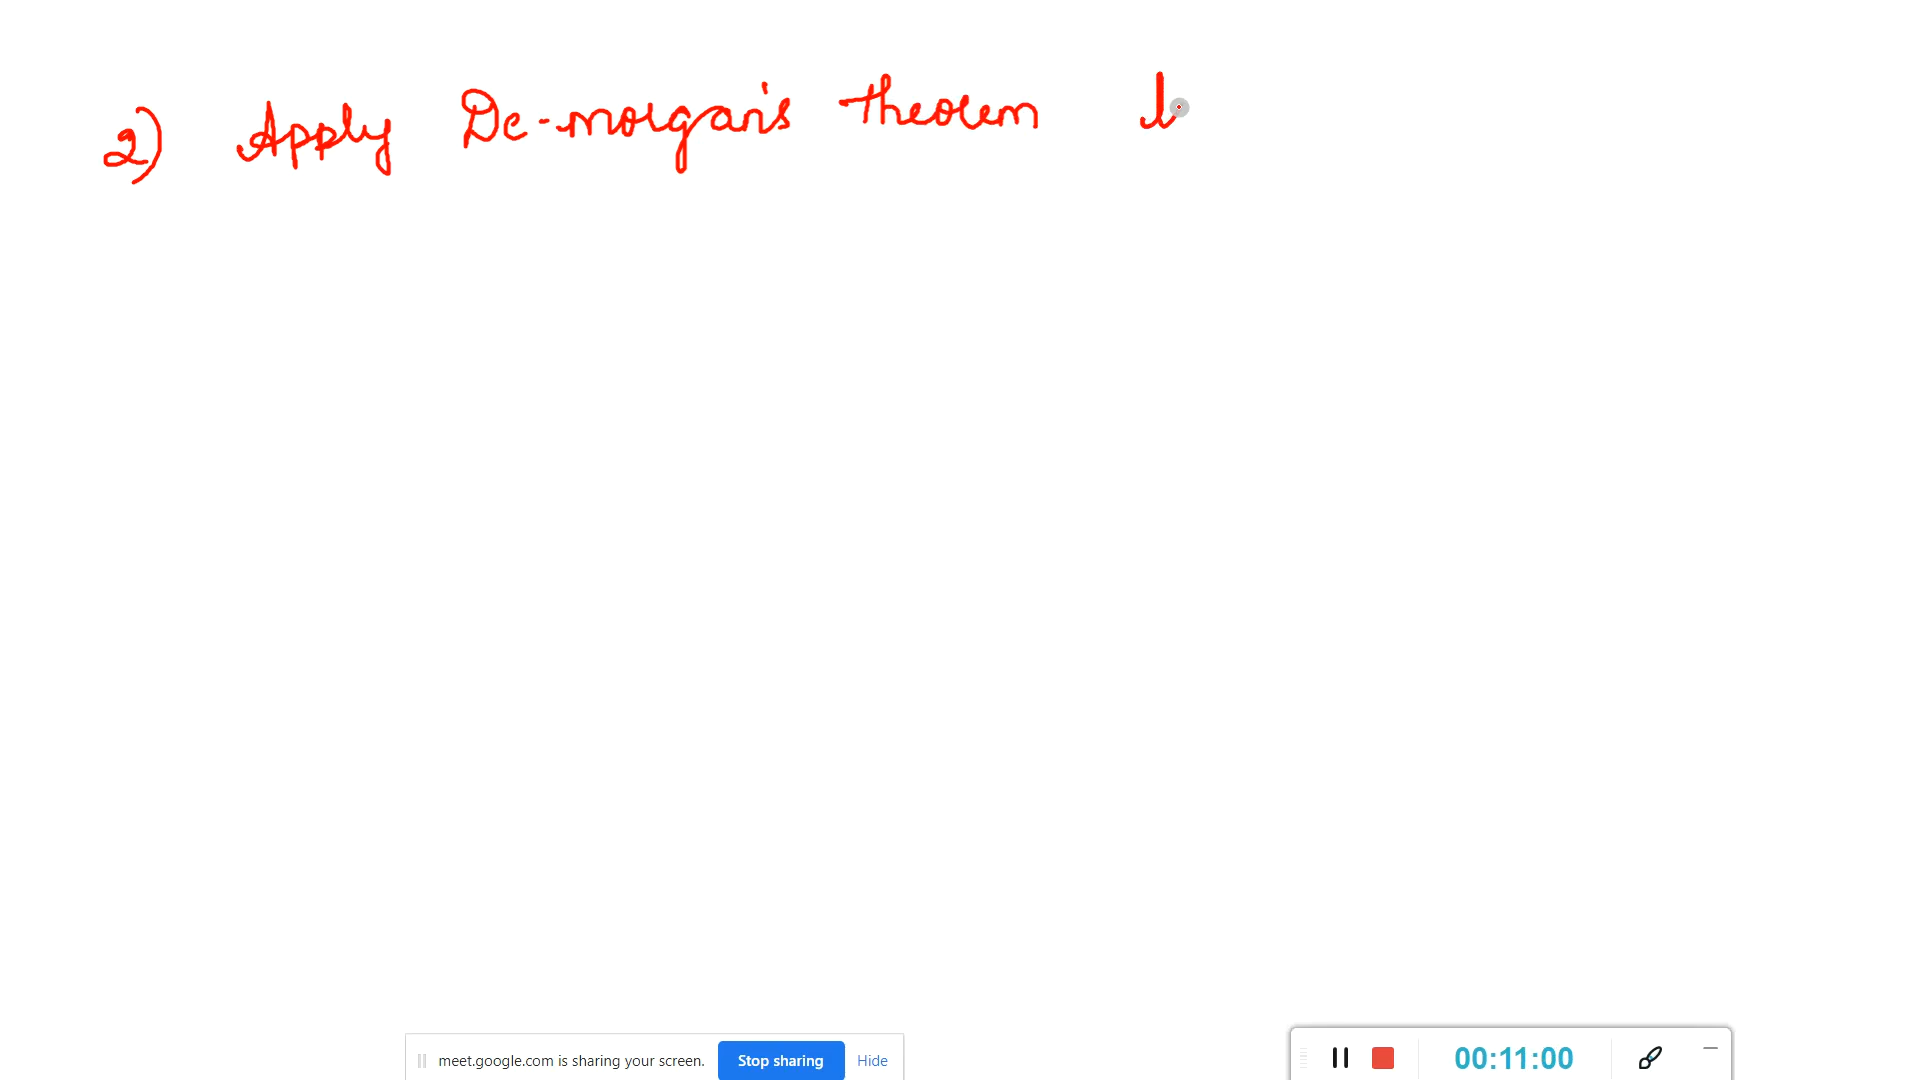 2) Apply De-morgan's theorem
meet.google.com is sharing your screen. Stop sharing Hide
00:11:00